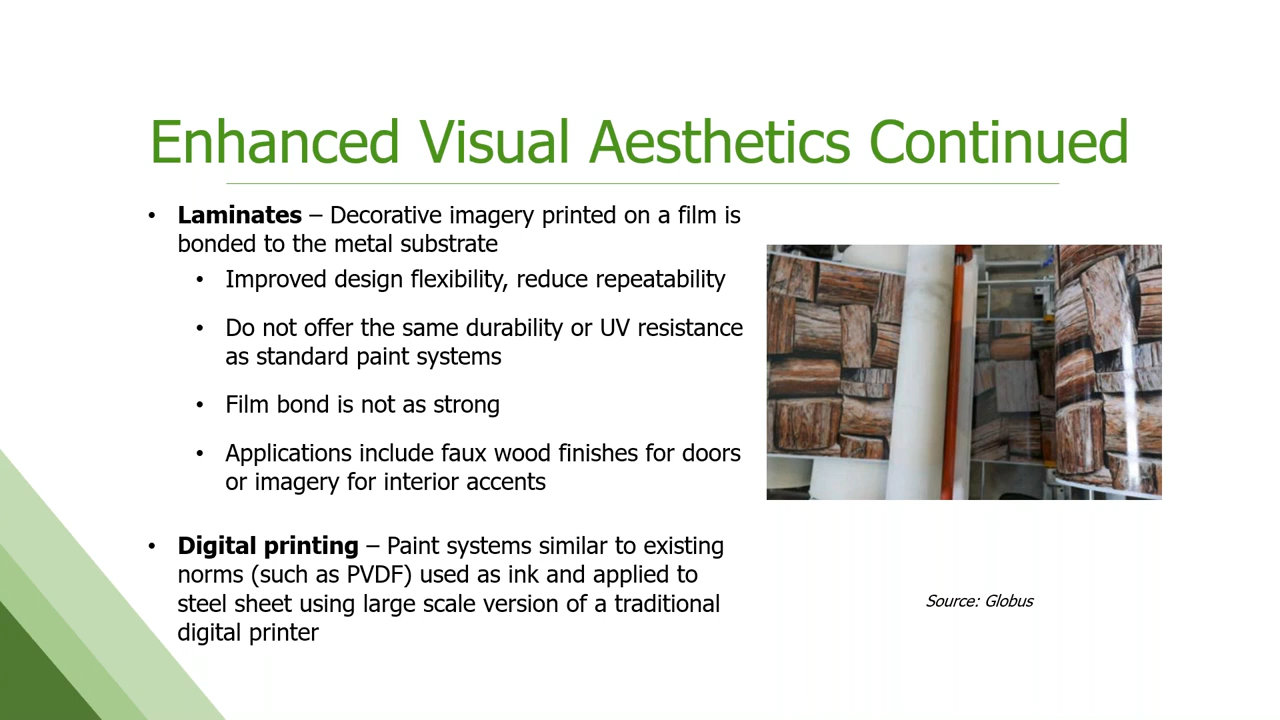 Enhanced Visual Aesthetics Continued
• Laminates – Decorative imagery printed on a film is
bonded to the metal substrate
• Improved design flexibility, reduce repeatability
• Do not offer the same durability or UV resistance
as standard paint systems
• Film bond is not as strong
• Applications include faux wood finishes for doors
or imagery for interior accents
• Digital printing – Paint systems similar to existing
norms (such as PVDF) used as ink and applied to
steel sheet using large scale version of a traditional
digital printer
Source: Globus